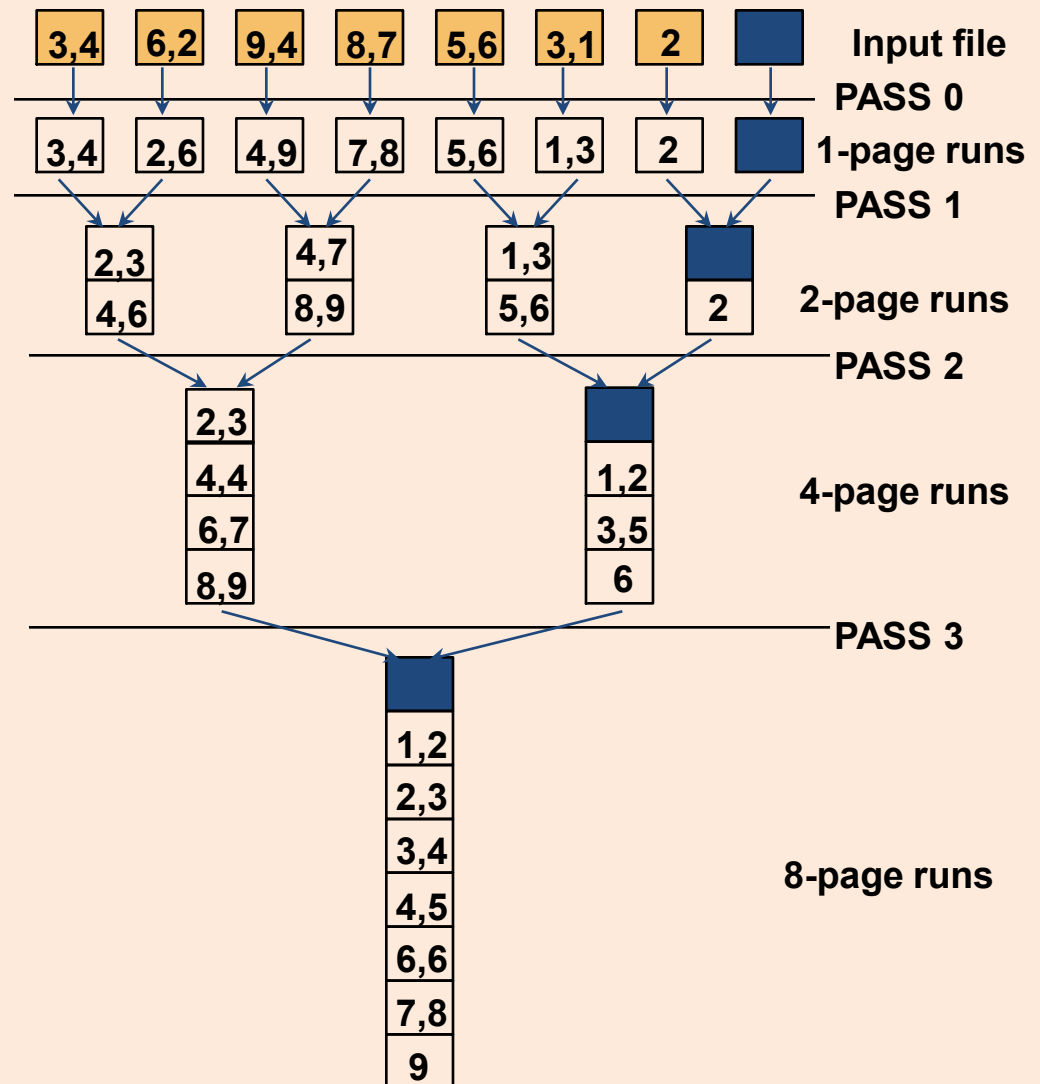 3,4 6,2 9,4 8,7 5,6 3,1 2 Input file
PASS 0
3,4 2,6 4,9 7,8 5,6 1,3 2 1-page runs
PASS 1
2,3 4,7 1,3
4,6 8,9 5,6 2 2-page runs
PASS 2
2,3
4,4 1,2 4-page runs
6,7 3,5
8,9 6
PASS 3
1,2
2,3
3,4
4,5 8-page runs
6,6
7,8
9